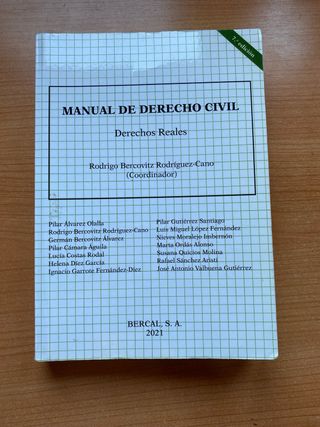 7.ª edición
MANUAL DE DERECHO CIVIL
Derechos Reales
Rodrigo Bercovitz Rodríguez-Cano
(Coordinador)
Pilar Álvarez Olalla
Rodrigo Bercovitz Rodríguez-Cano
Germán Bercovitz Álvarez
Pilar Cámara Águila
Lucía Costas Rodal
Helena Díez García
Ignacio Garrote Fernández-Díez
Pilar Gutiérrez Santiago
Luis Miguel López Fernández
Nieves Moralejo Imbernón
Marta Ordás Alonso
Susana Quicios Molina
Rafael Sánchez Aristi
José Antonio Valbuena Gutiérrez
BERCAL, S. A.
2021